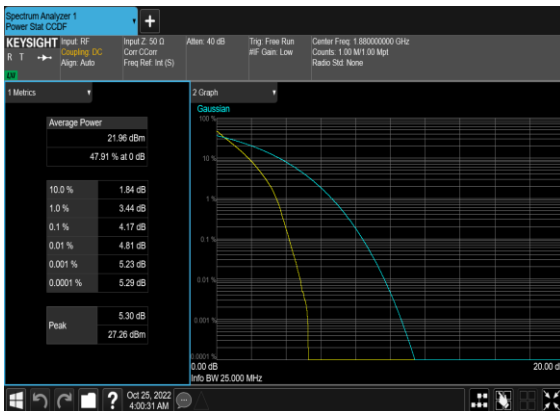 Spectrum Analyzer 1
Power Stat CCDF
KEYSIGHT
R T
LV
Input: RF
Coupling: DC
Align: Auto
Input Z: 50 Ω
Corr CCorr
Freq Ref: Int (S)
Atten: 40 dB
Trig: Free Run
#IF Gain: Low
Center Freq: 1.880000000 GHz
Counts: 1.00 M/1.00 Mpt
Radio Std: None
1 Metrics
Average Power
21.96 dBm
47.91 % at 0 dB
10.0 % 1.84 dB
1.0 % 3.44 dB
0.1 % 4.17 dB
0.01 % 4.81 dB
0.001 % 5.23 dB
0.0001 % 5.29 dB
Peak 5.30 dB
27.26 dBm
2 Graph
Gaussian
100 %
10 %
1 %
0.1 %
0.01 %
0.001 %
0.0001 %
0.00 dB
20.00 d
Info BW 25.000 MHz
?
Oct 25, 2022
4:00:31 AM